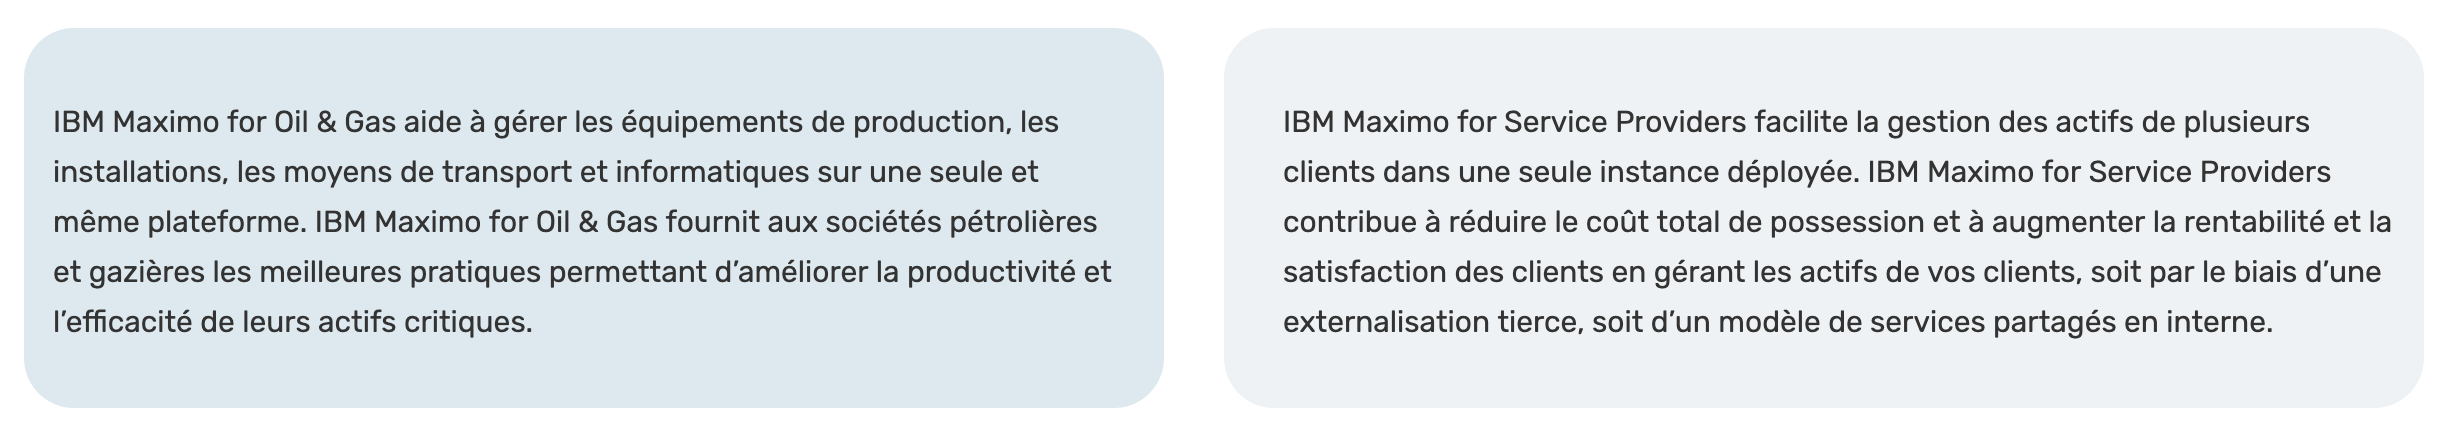 IBM Maximo for Oil & Gas aide à gérer les équipements de production, les
installations, les moyens de transport et informatiques sur une seule et
même plateforme. IBM Maximo for Oil & Gas fournit aux sociétés pétrolières
et gazières les meilleures pratiques permettant d’améliorer la productivité et
l’efficacité de leurs actifs critiques.
IBM Maximo for Service Providers facilite la gestion des actifs de plusieurs
clients dans une seule instance déployée. IBM Maximo for Service Providers
contribue à réduire le coût total de possession et à augmenter la rentabilité et la
satisfaction des clients en gérant les actifs de vos clients, soit par le biais d’une
externalisation tierce, soit d’un modèle de services partagés en interne.